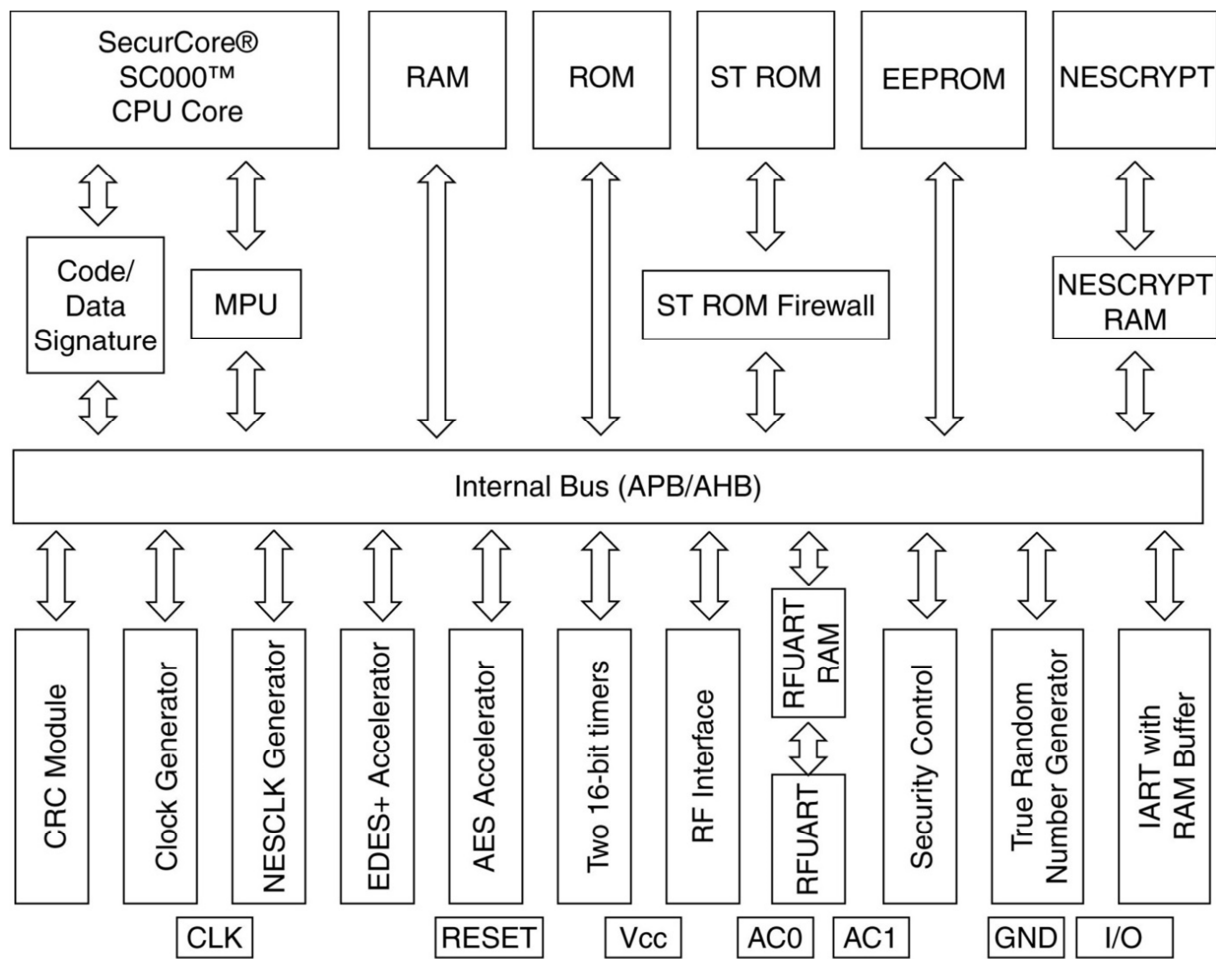 SecurCore®
SC000™
CPU Core
RAM
ROM
ST ROM
EEPROM
NESCRYPT
Code/
Data
Signature
MPU
ST ROM Firewall
NESCRYPT
RAM
Internal Bus (APB/AHB)
CRC Module
Clock Generator
NESCLK Generator
EDES+ Accelerator
AES Accelerator
Two 16-bit timers
RF Interface
RFUART
RAM
RFUART
Security Control
True Random
Number Generator
IART with
RAM Buffer
CLK
RESET
Vcc
AC0
AC1
GND
I/O